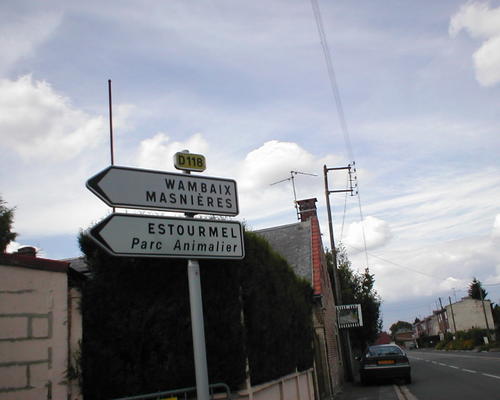 D118
WAMBAIX
MASNIÈRES
ESTOURMEL
Parc Animalier